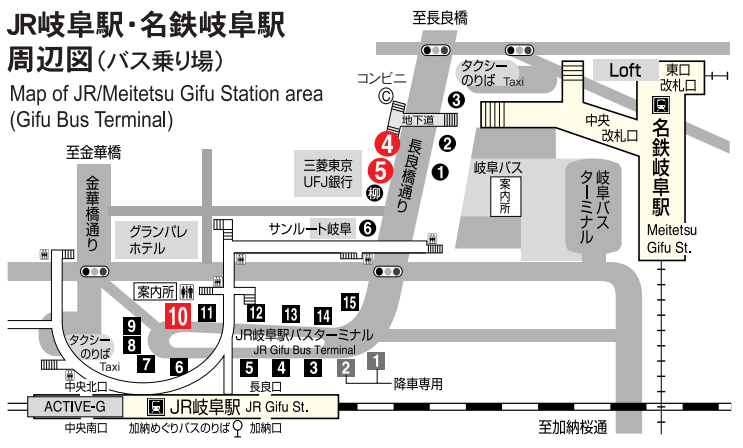 JR岐阜駅・名鉄岐阜駅
周辺図(バス乗り場)
Map of JR/Meitetsu Gifu Station area
(Gifu Bus Terminal)
至長良橋
コンビニ
C
タクシー
のりば Taxi
Loft
東口
改札口
地下道
中央
改札口
名鉄岐阜駅
Meitetsu
Gifu St.
3
2
1
4
5
柳
6
三菱東京
UFJ銀行
長良橋通り
岐阜バス
案内所
岐阜バス
ターミナル
至金華橋
金華橋通り
グランパレ
ホテル
サンルート岐阜
案内所
10
11
12
13
14
15
9
8
7
6
5
4
3
2
1
JR岐阜駅バスターミナル
JR Gifu Bus Terminal
降車専用
タクシー
のりば
Taxi
中央北口
長良口
ACTIVE-G
JR岐阜駅 JR Gifu St.
中央南口
加納めぐりバスのりば
加納口
至加納桜通